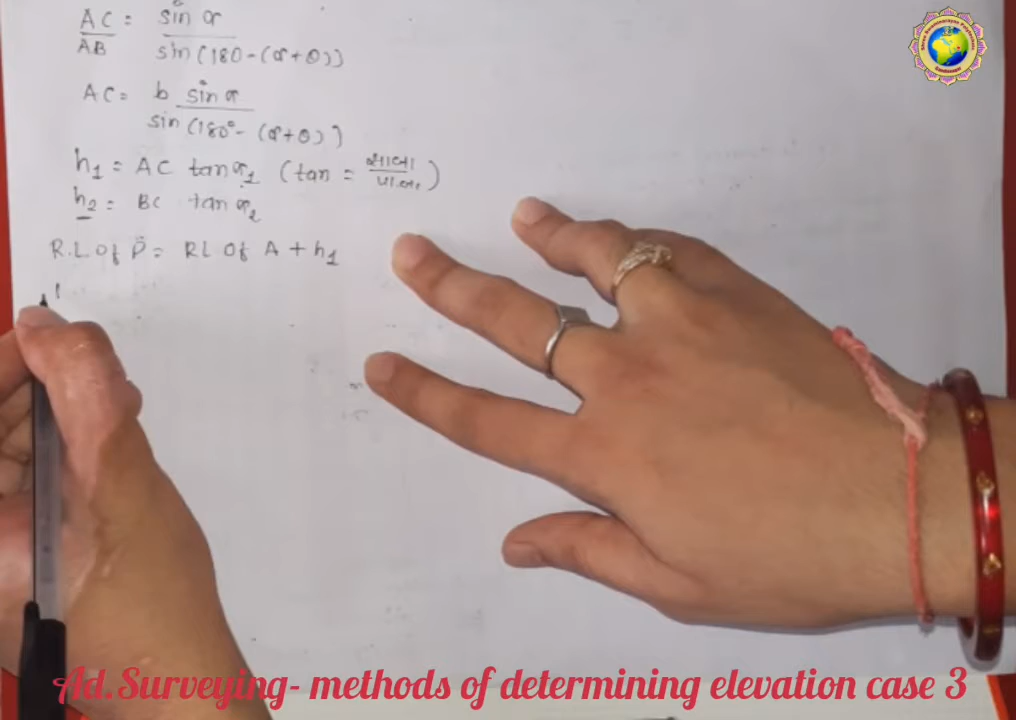 AC = sin α
AB sin (180 - (α + θ))
AC = b sin α
sin (180° - (α + θ))
h1 = AC tan α1 (tan =
h2 = BC tan α2
R.L of P = RL of A + h1
Ad.Surveying- methods of determining elevation case 3